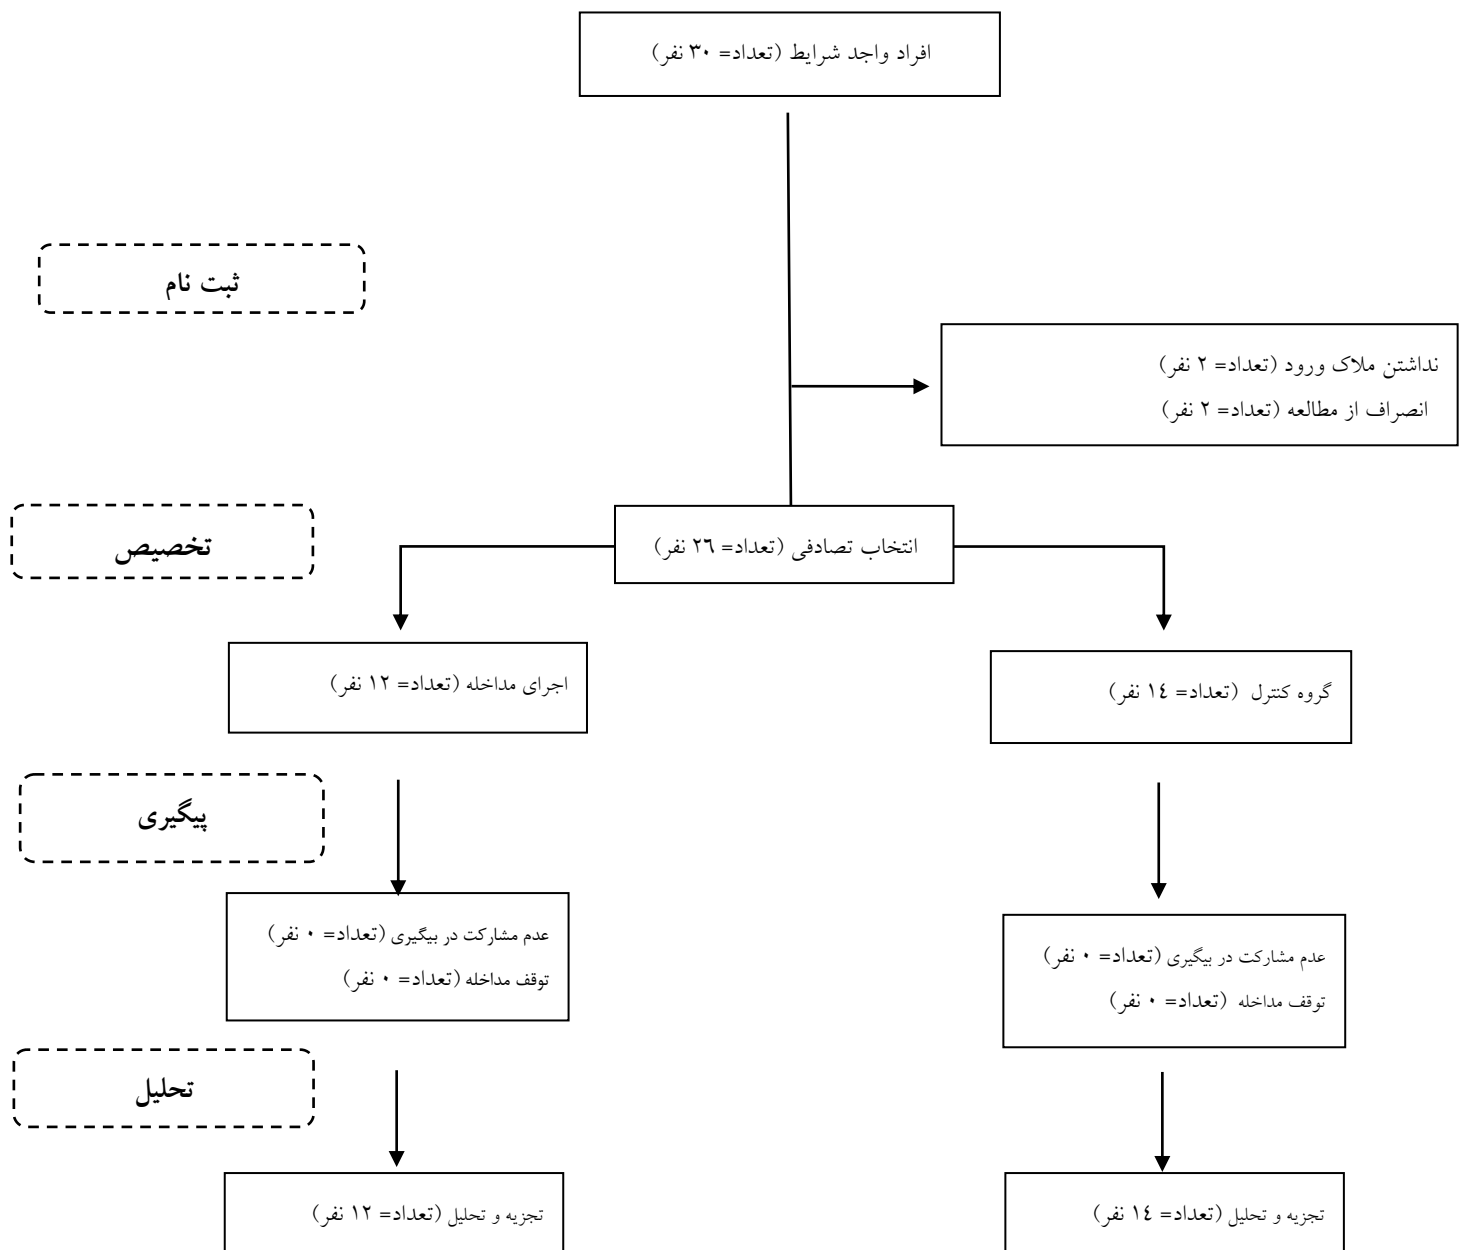 افراد واجد شرایط (تعداد= ۳۰ نفر)
ثبت نام
نداشتن ملاک ورود (تعداد= ۲ نفر)
انصراف از مطالعه (تعداد= ۲ نفر)
تخصیص
انتخاب تصادفی (تعداد= ۲٦ نفر)
گروه کنترل (تعداد= ۱٤ نفر)
اجرای مداخله (تعداد= ۱۲ نفر)
پیگیری
عدم مشارکت در بیگیری (تعداد= ۰ نفر)
توقف مداخله (تعداد= ۰ نفر)
عدم مشارکت در بیگیری (تعداد= ۰ نفر)
توقف مداخله (تعداد= ۰ نفر)
تحلیل
تجزیه و تحلیل (تعداد= ۱٤ نفر)
تجزیه و تحلیل (تعداد= ۱۲ نفر)